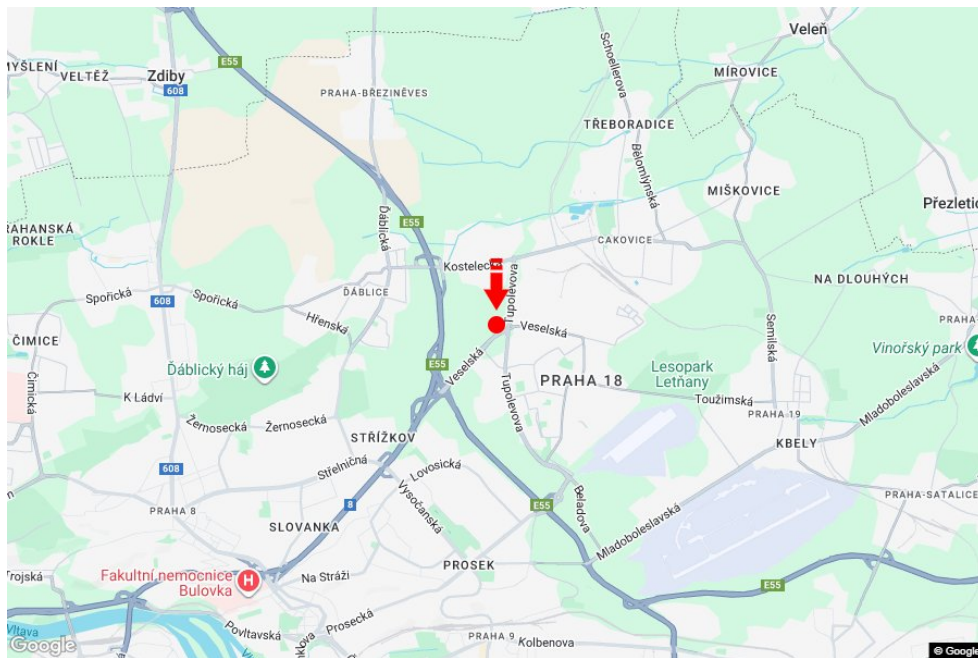 Veleň
E55
MYŠLENÍ
VELTĚŽ
Zdiby
608
E55
PRAHA-BŘEZINĚVES
Schoellerova
MÍROVICE
TŘEBORADICE
Bělomlýnská
MIŠKOVICE
Přezletic
Ďáblická
E55
RAHANSKÁ
ROKLE
CAKOVICE
Kostelecká
NA DLOUHÝCH
Spořická
608
Spořická
ĎÁBLICE
Hřenská
Tupolevova
Veselská
Semilská
PRAHA
ČIMICE
Vinořský park
Ďáblický háj
E55
Veselská
Lesopark
Letňany
PRAHA 18
Čimická
K Ládví
Tupolevova
Toužimská
Mladoboleslavská
PRAHA 19
KBELY
Žernosecká
Žernosecká
STŘÍŽKOV
608
Střelničná
Lovosická
Vysočanská
Beladova
PRAHA-SATALICE
8
E55
PRAHA 8
SLOVANKA
Mladoboleslavská
PROSEK
Fakultní nemocnice
Bulovka
H
Na Stráži
Trojská
E55
Povltavská
Prosecká
Vltava
PRAHA 9
Kolbenova
Google
© Google